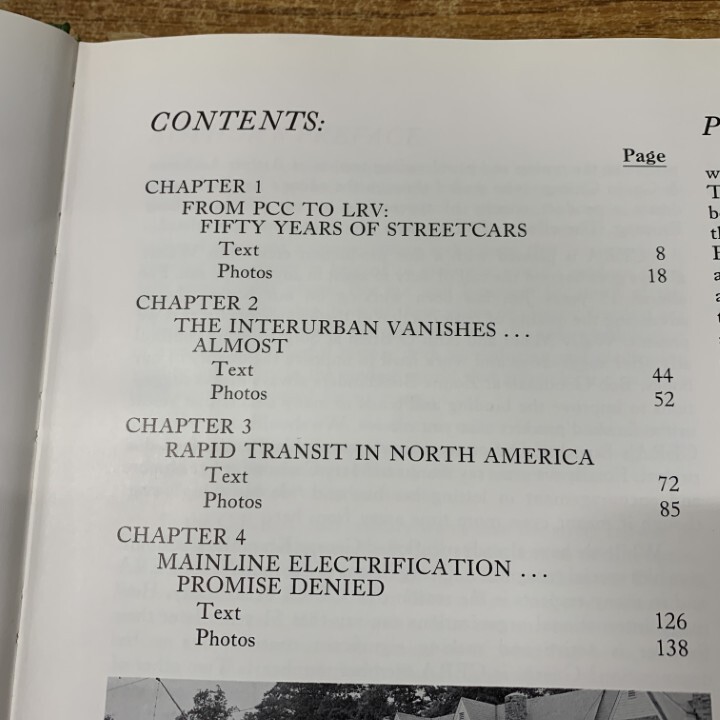 CONTENTS:
Page
CHAPTER 1
FROM PCC TO LRV:
FIFTY YEARS OF STREETCARS
Text 8
Photos 18
CHAPTER 2
THE INTERURBAN VANISHES ...
ALMOST
Text 44
Photos 52
CHAPTER 3
RAPID TRANSIT IN NORTH AMERICA
Text 72
Photos 85
CHAPTER 4
MAINLINE ELECTRIFICATION ...
PROMISE DENIED
Text 126
Photos 138